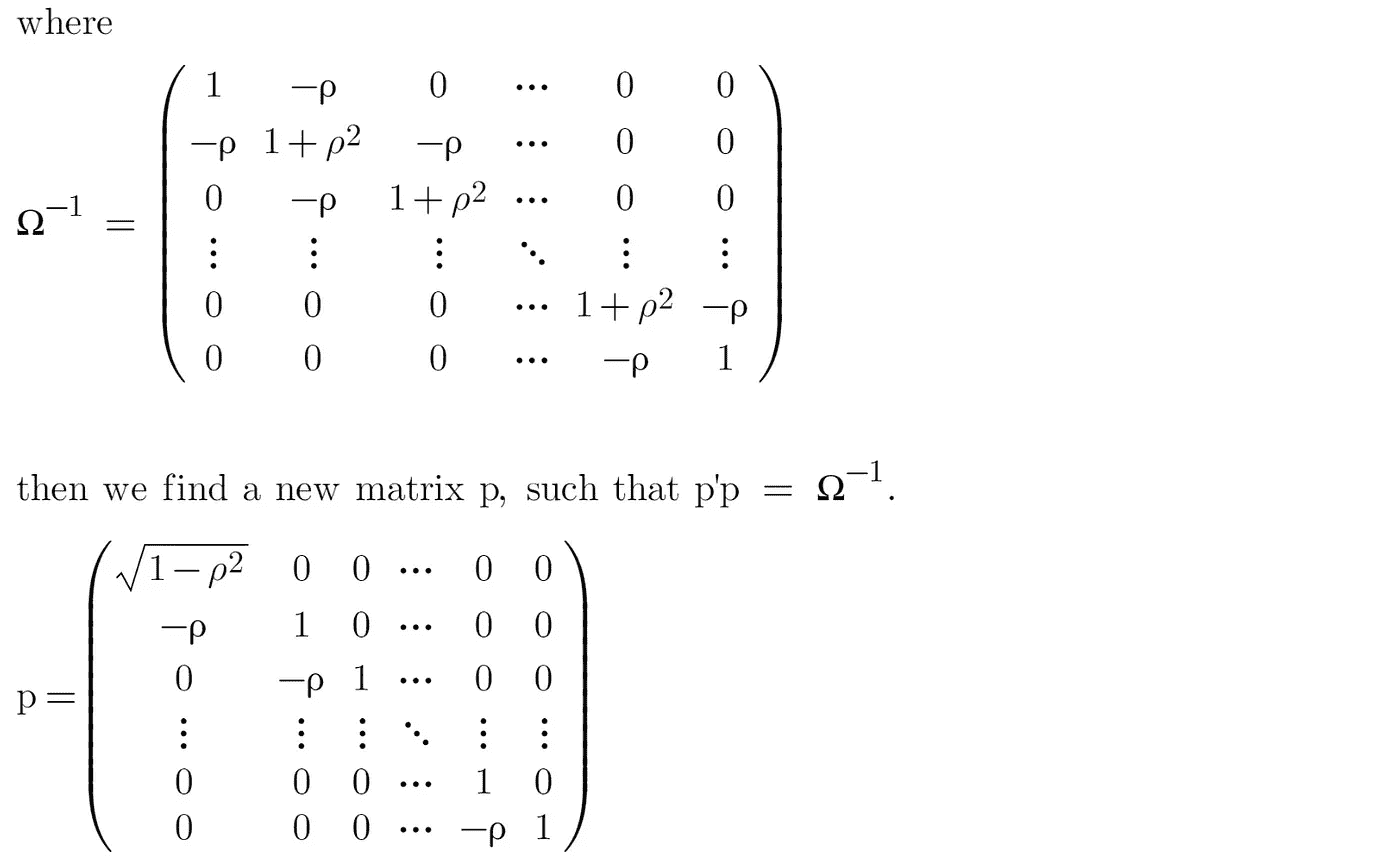 where
1 −ρ 0 ⋯ 0 0
−ρ 1 + ρ² −ρ ⋯ 0 0
0 −ρ 1 + ρ² ⋯ 0 0
Ω⁻¹ =
⋮ ⋮ ⋮ ⋱ ⋮ ⋮
0 0 0 ⋯ 1 + ρ² −ρ
0 0 0 ⋯ −ρ 1
then we find a new matrix p, such that p'p = Ω⁻¹.
√(1 − ρ²) 0 0 ⋯ 0 0
−ρ 1 0 ⋯ 0 0
0 −ρ 1 ⋯ 0 0
p =
⋮ ⋮ ⋮ ⋱ ⋮ ⋮
0 0 0 ⋯ 1 0
0 0 0 ⋯ −ρ 1